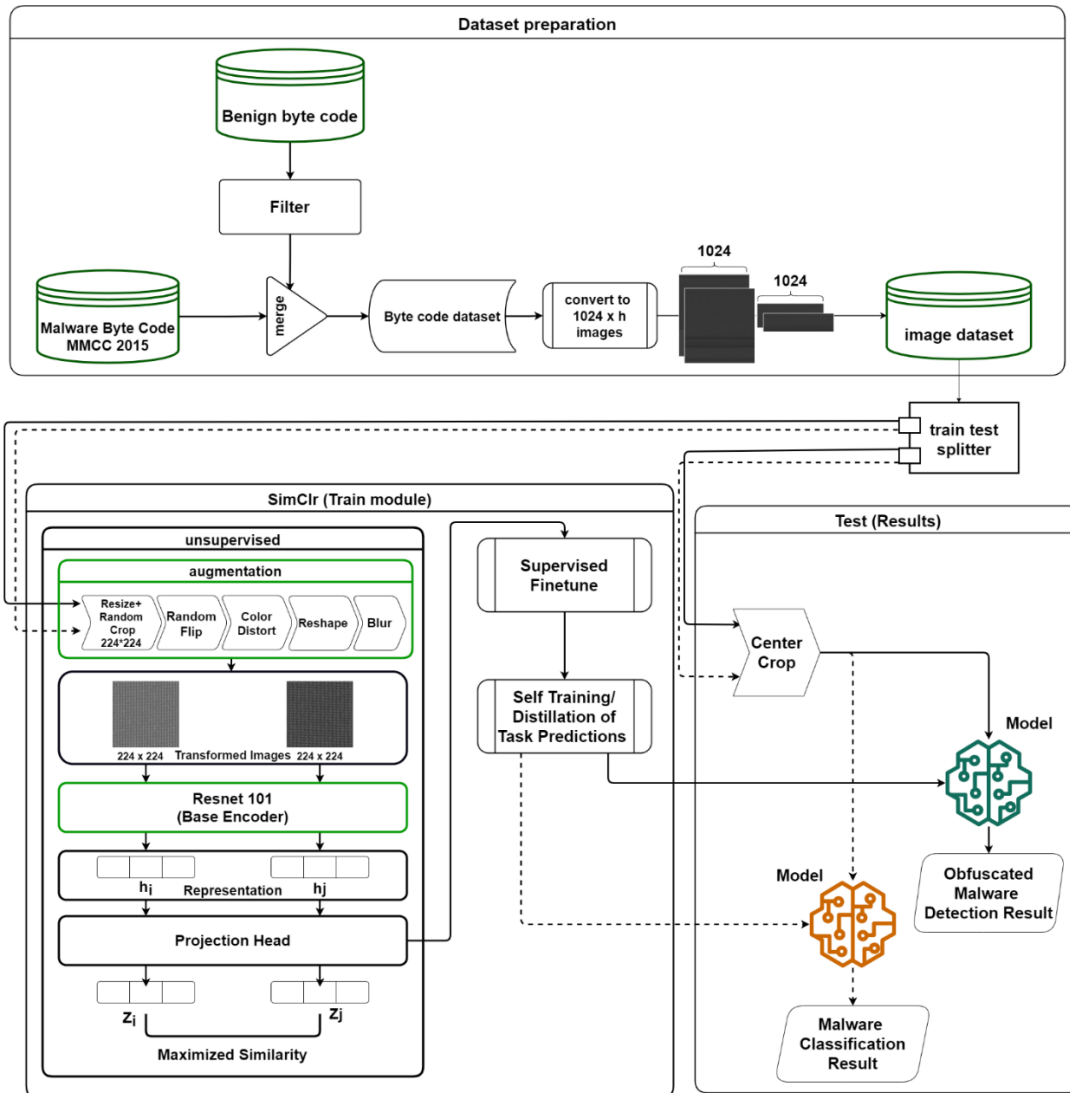 Dataset preparation
Benign byte code
Filter
Malware Byte Code
MMCC 2015
merge
Byte code dataset
convert to
1024 x h
images
1024
1024
image dataset
train test
splitter
SimClr (Train module)
unsupervised
augmentation
Resize+
Random
Crop
224*224
Random
Flip
Color
Distort
Reshape
Blur
224 x 224
Transformed Images
224 x 224
Resnet 101
(Base Encoder)
hi
Representation
hj
Projection Head
Zi
Zj
Maximized Similarity
Supervised
Finetune
Self Training/
Distillation of
Task Predictions
Test (Results)
Center
Crop
Model
Obfuscated
Malware
Detection Result
Model
Malware
Classification
Result